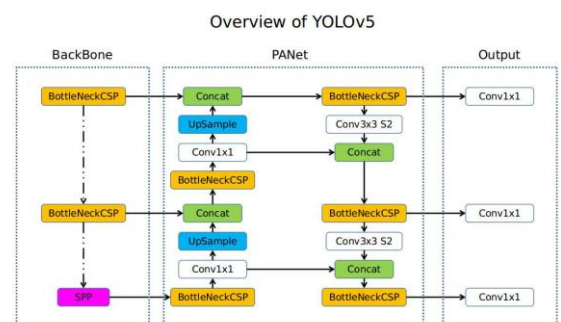 Overview of YOLOv5
BackBone PANet Output
BottleNeckCSP Concat BottleNeckCSP Conv1x1
UpSample Conv3x3 S2
Conv1x1 Concat
BottleNeckCSP
BottleNeckCSP Concat BottleNeckCSP Conv1x1
UpSample Conv3x3 S2
Conv1x1 Concat
SPP BottleNeckCSP BottleNeckCSP Conv1x1